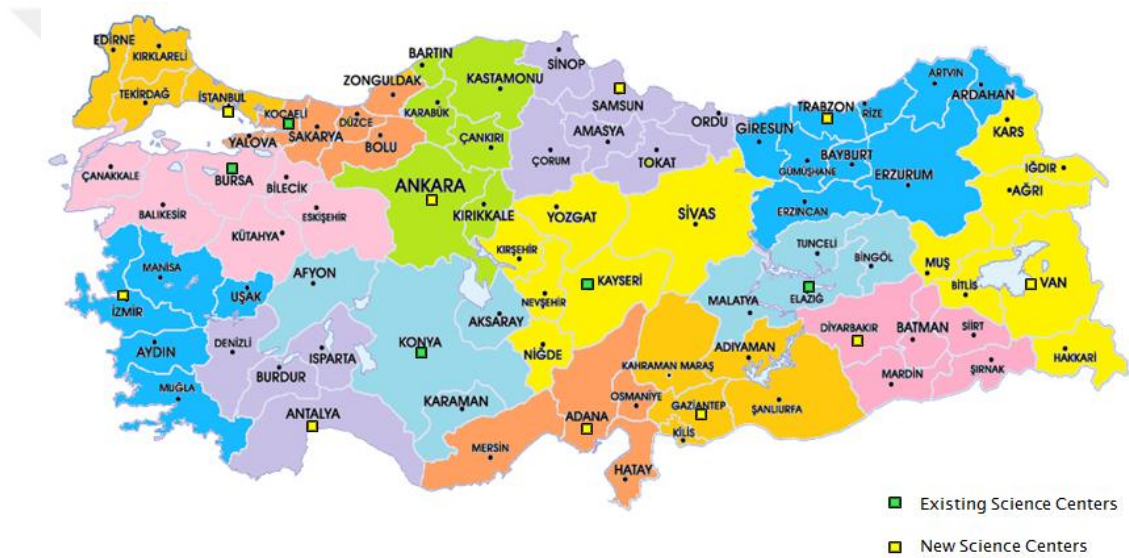 EDİRNE
KIRKLARELİ
TEKİRDAĞ
İSTANBUL
KOCAELİ
YALOVA
SAKARYA
DÜZCE
BOLU
ZONGULDAK
BARTIN
KARABÜK
KASTAMONU
ÇANKIRI
ANKARA
KIRIKKALE
SİNOP
SAMSUN
AMASYA
ORDU
ÇORUM
TOKAT
GİRESUN
TRABZON
RİZE
ARTVIN
ARDAHAN
GÜMÜŞHANE
BAYBURT
ERZURUM
ERZINCAN
KARS
IĞDIR
AĞRI
ÇANAKKALE
BURSA
BİLECİK
BALIKESİR
KÜTAHYA
ESKIŞEHİR
YOZGAT
SİVAS
KIRŞEHİR
KAYSERİ
NEVŞEHİR
NİĞDE
TUNCELİ
BİNGÖL
ELAZIĞ
MALATYA
MUŞ
BİTLİS
VAN
HAKKARİ
MANİSA
İZMİR
UŞAK
AYDIN
MUĞLA
AFYON
KONYA
AKSARAY
KARAMAN
DENİZLİ
ISPARTA
BURDUR
ANTALYA
MERSİN
ADANA
OSMANİYE
HATAY
KAHRAMAN MARAŞ
ADIYAMAN
GAZİANTEP
KİLİS
ŞANLIURFA
DİYARBAKIR
BATMAN
SİİRT
MARDİN
ŞIRNAK
Existing Science Centers
New Science Centers